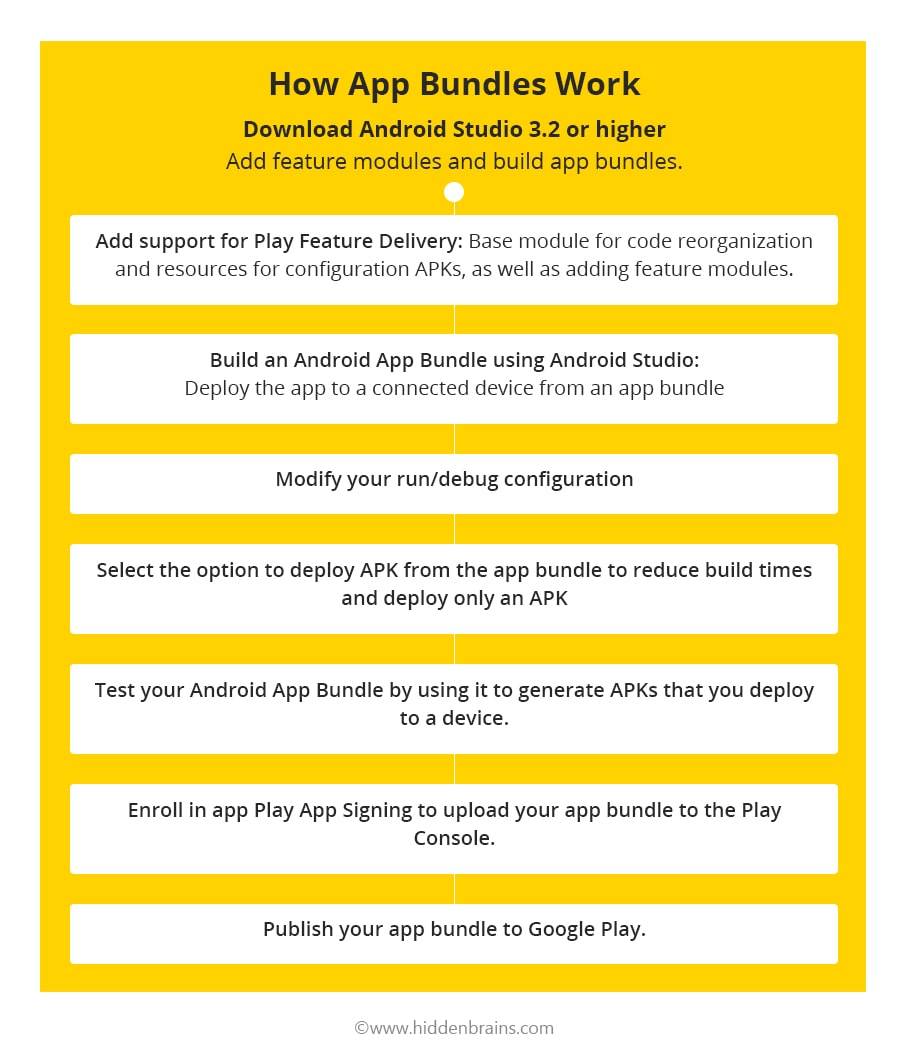 How App Bundles Work
Download Android Studio 3.2 or higher
Add feature modules and build app bundles.
Add support for Play Feature Delivery: Base module for code reorganization
and resources for configuration APKs, as well as adding feature modules.
Build an Android App Bundle using Android Studio:
Deploy the app to a connected device from an app bundle
Modify your run/debug configuration
Select the option to deploy APK from the app bundle to reduce build times
and deploy only an APK
Test your Android App Bundle by using it to generate APKs that you deploy
to a device.
Enroll in app Play App Signing to upload your app bundle to the Play
Console.
Publish your app bundle to Google Play.
©www.hiddenbrains.com